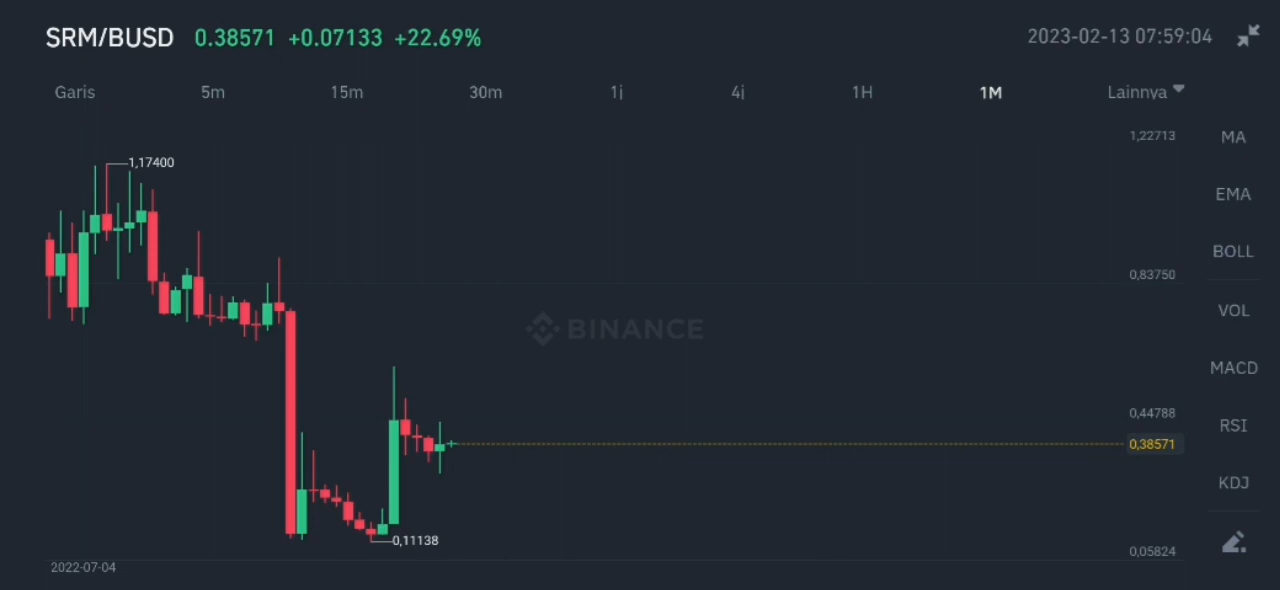 SRM/BUSD 0.38571 +0.07133 +22.69% 2023-02-13 07:59:04
Garis 5m 15m 30m 1j 4j 1H 1M Lainnya
1,22713
MA
1,17400
EMA
BOLL
0,83750
VOL
BINANCE
MACD
0,44788
RSI
0,38571
KDJ
0,11138
0,05824
2022-07-04